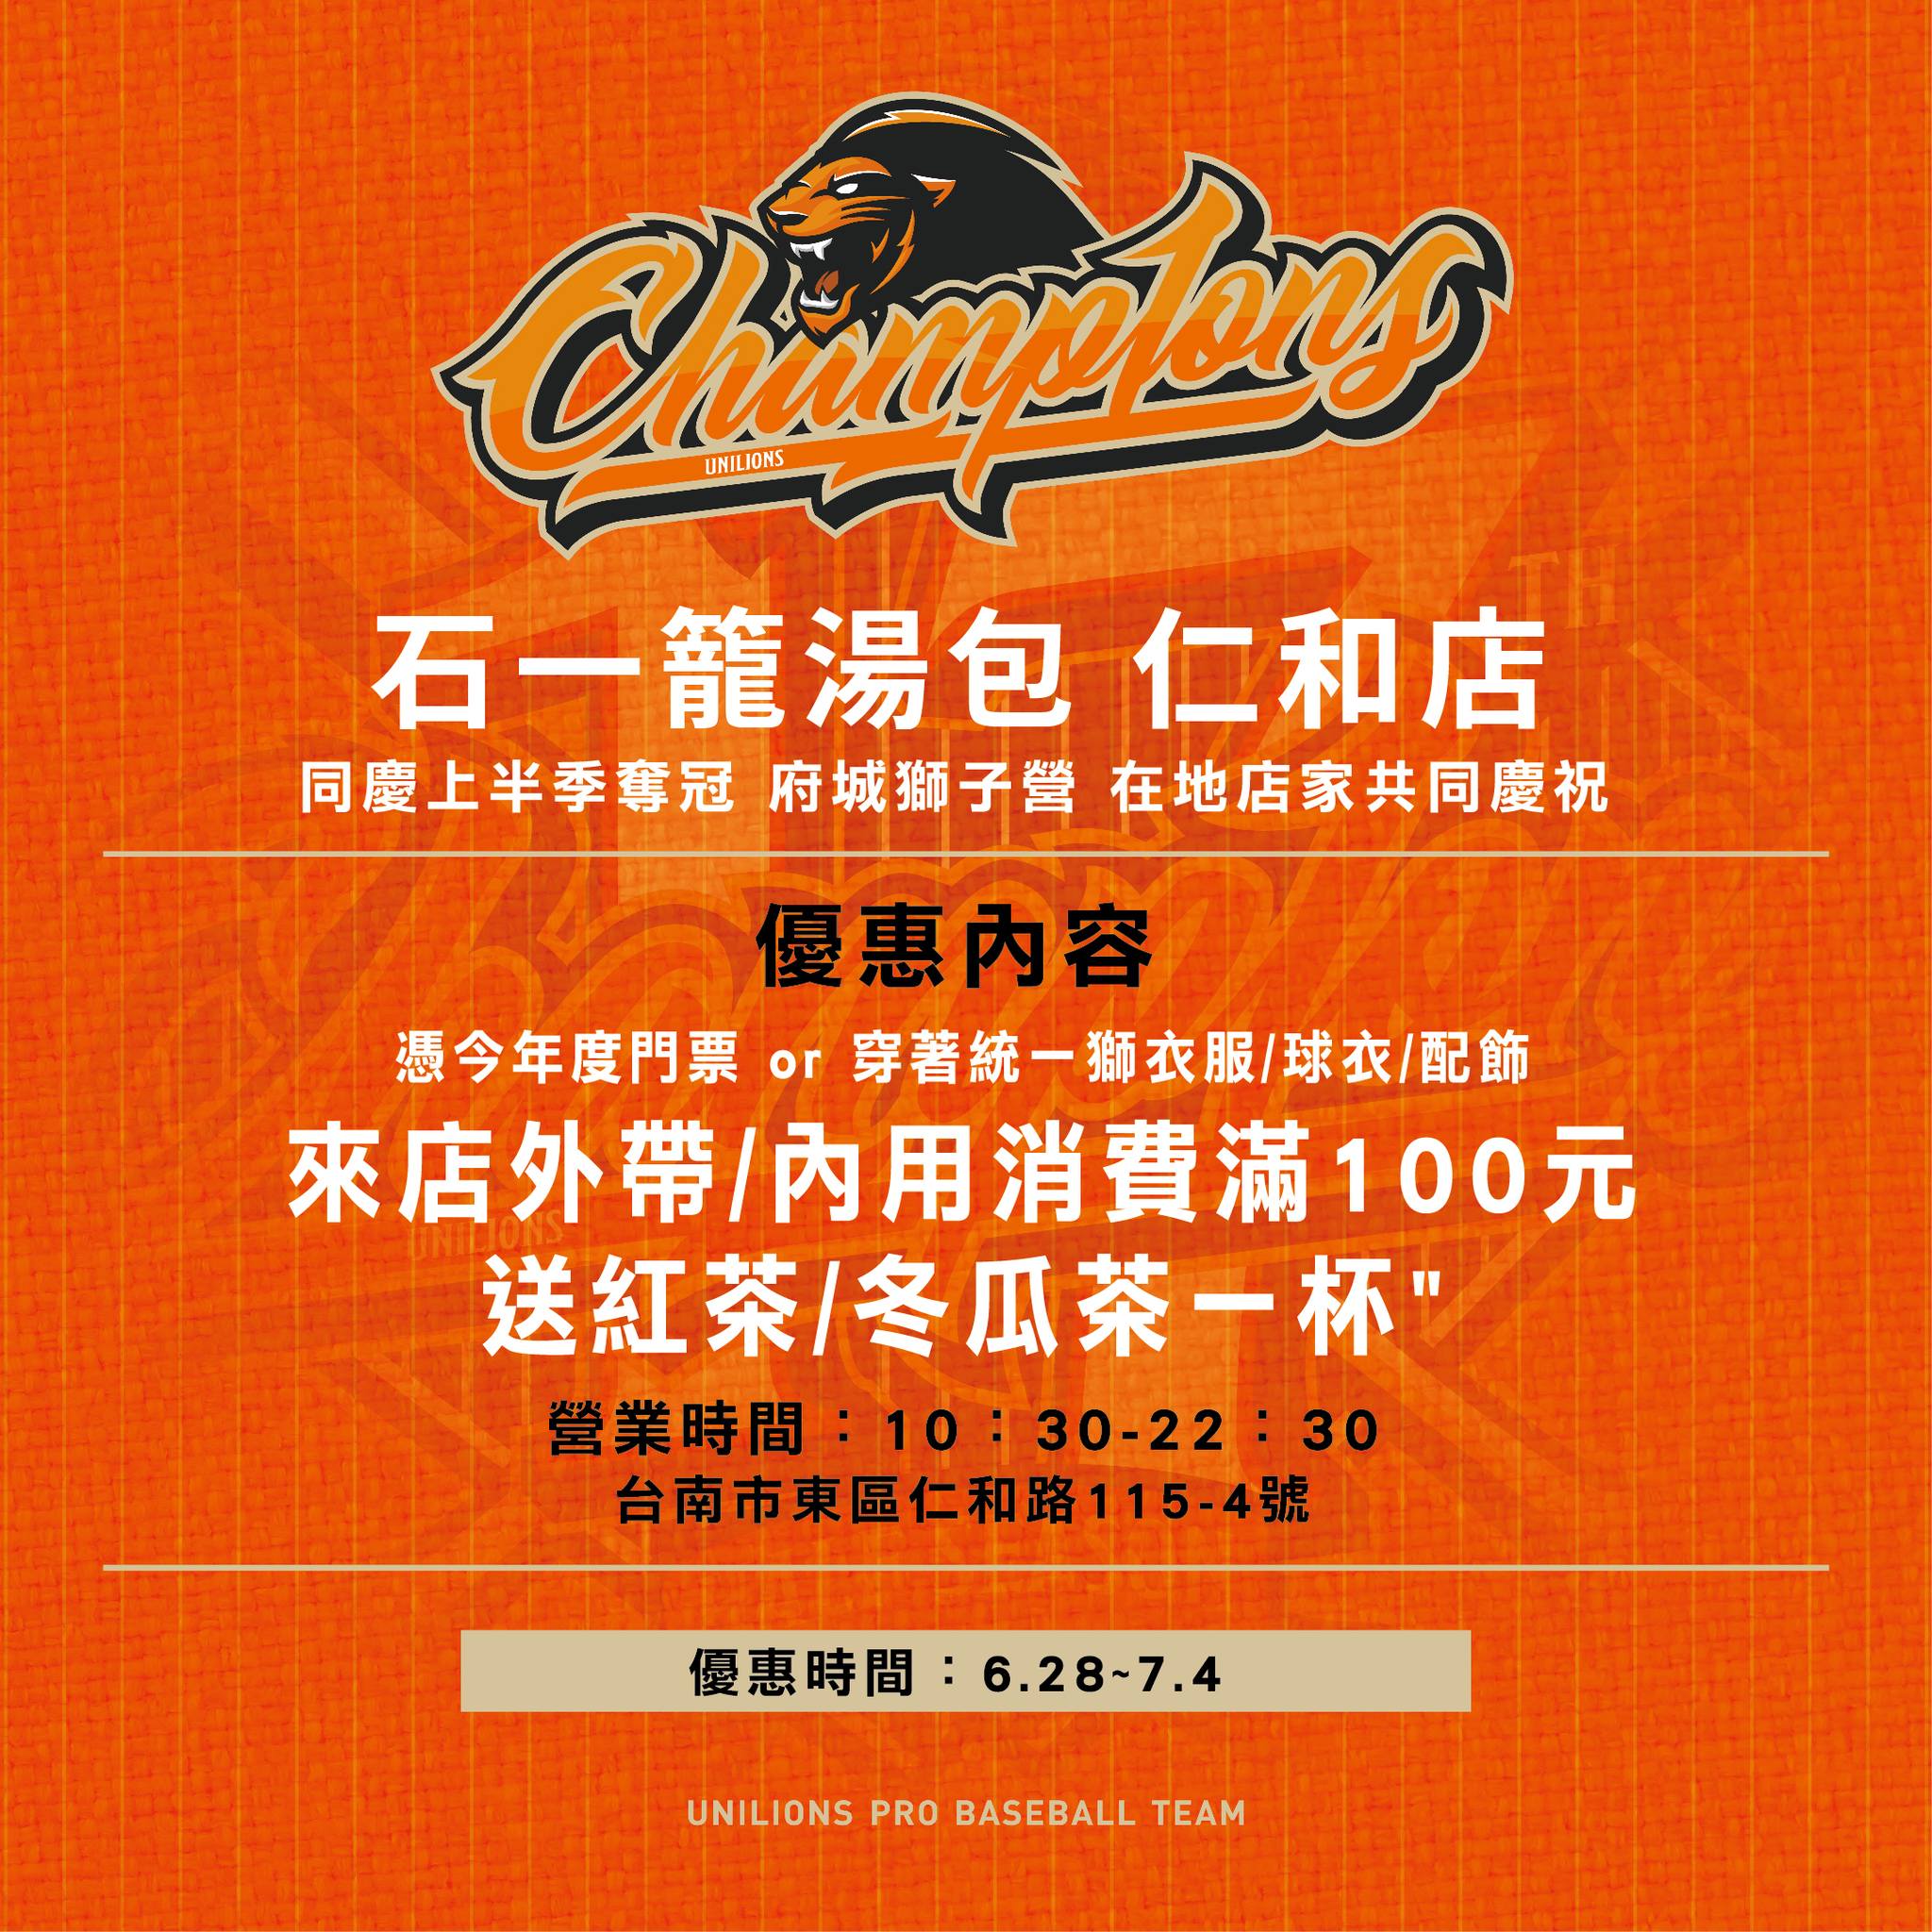 Champ1ons
UNILIONS
石一籠湯包 仁和店
同慶上半季奪冠 府城獅子營 在地店家共同慶祝
優惠內容
憑今年度門票 or 穿著統一獅衣服/球衣/配飾
來店外帶/內用消費滿100元
送紅茶/冬瓜茶一杯"
營業時間：10：30-22：30
台南市東區仁和路115-4號
優惠時間：6.28~7.4
UNILIONS PRO BASEBALL TEAM